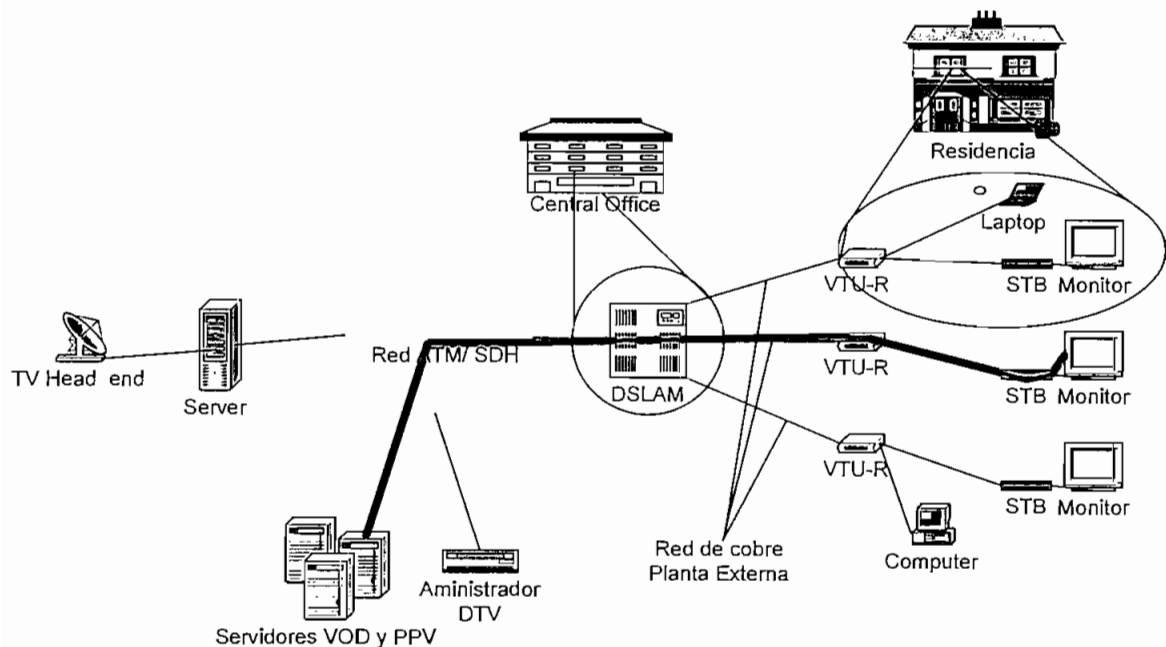 Residencia
Central Office
Laptop
VTU-R
STB Monitor
TV Head end
Server
Red ATM/ SDH
DSLAM
VTU-R
STB Monitor
VTU-R
STB Monitor
Computer
Red de cobre
Planta Externa
Aministrador
DTV
Servidores VOD y PPV